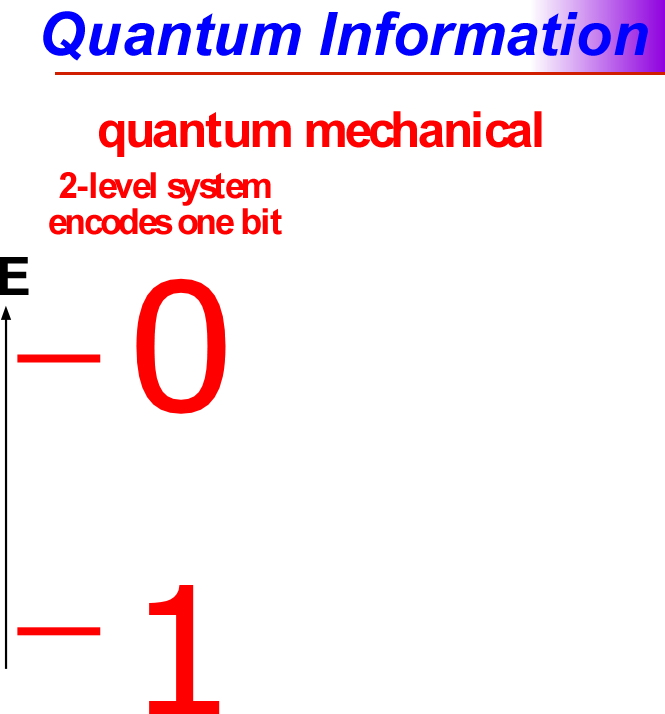 Quantum Information
quantum mechanical
2-level system
encodes one bit
E
0
1